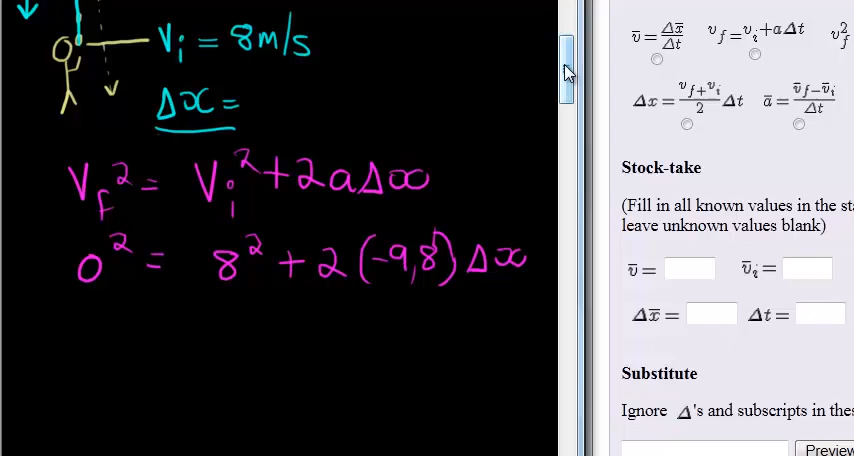 Vi = 8m/s
Δx =
Vf² = Vi² + 2aΔx
0² = 8² + 2(-9,8)Δx
v̅ = Δx̅/Δt vf = vi + aΔt vf²
Δx = (vf + vi)/2 Δt a̅ = (v̅f − v̅i)/Δt
Stock-take
(Fill in all known values in the sta
leave unknown values blank)
v̅ = v̅i =
Δx̅ = Δt =
Substitute
Ignore Δ's and subscripts in thes
Preview